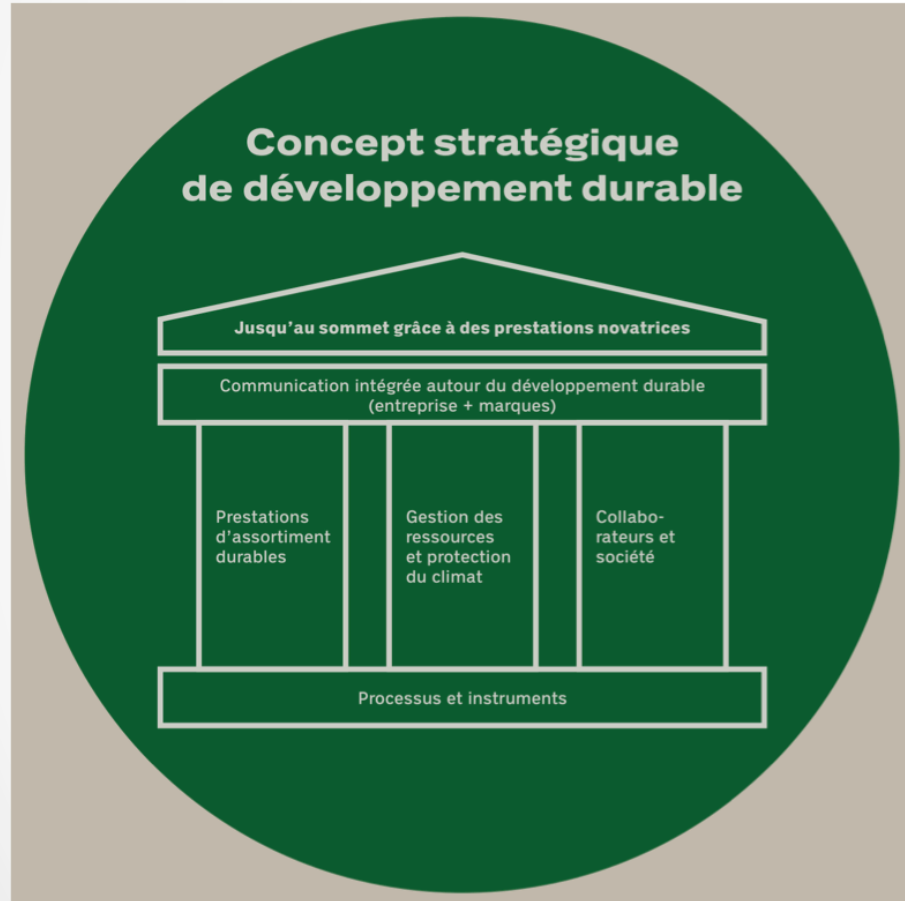 Concept stratégique
de développement durable
Jusqu'au sommet grâce à des prestations novatrices
Communication intégrée autour du développement durable
(entreprise + marques)
Prestations
d'assortiment
durables
Gestion des
ressources
et protection
du climat
Collabo-
rateurs et
société
Processus et instruments